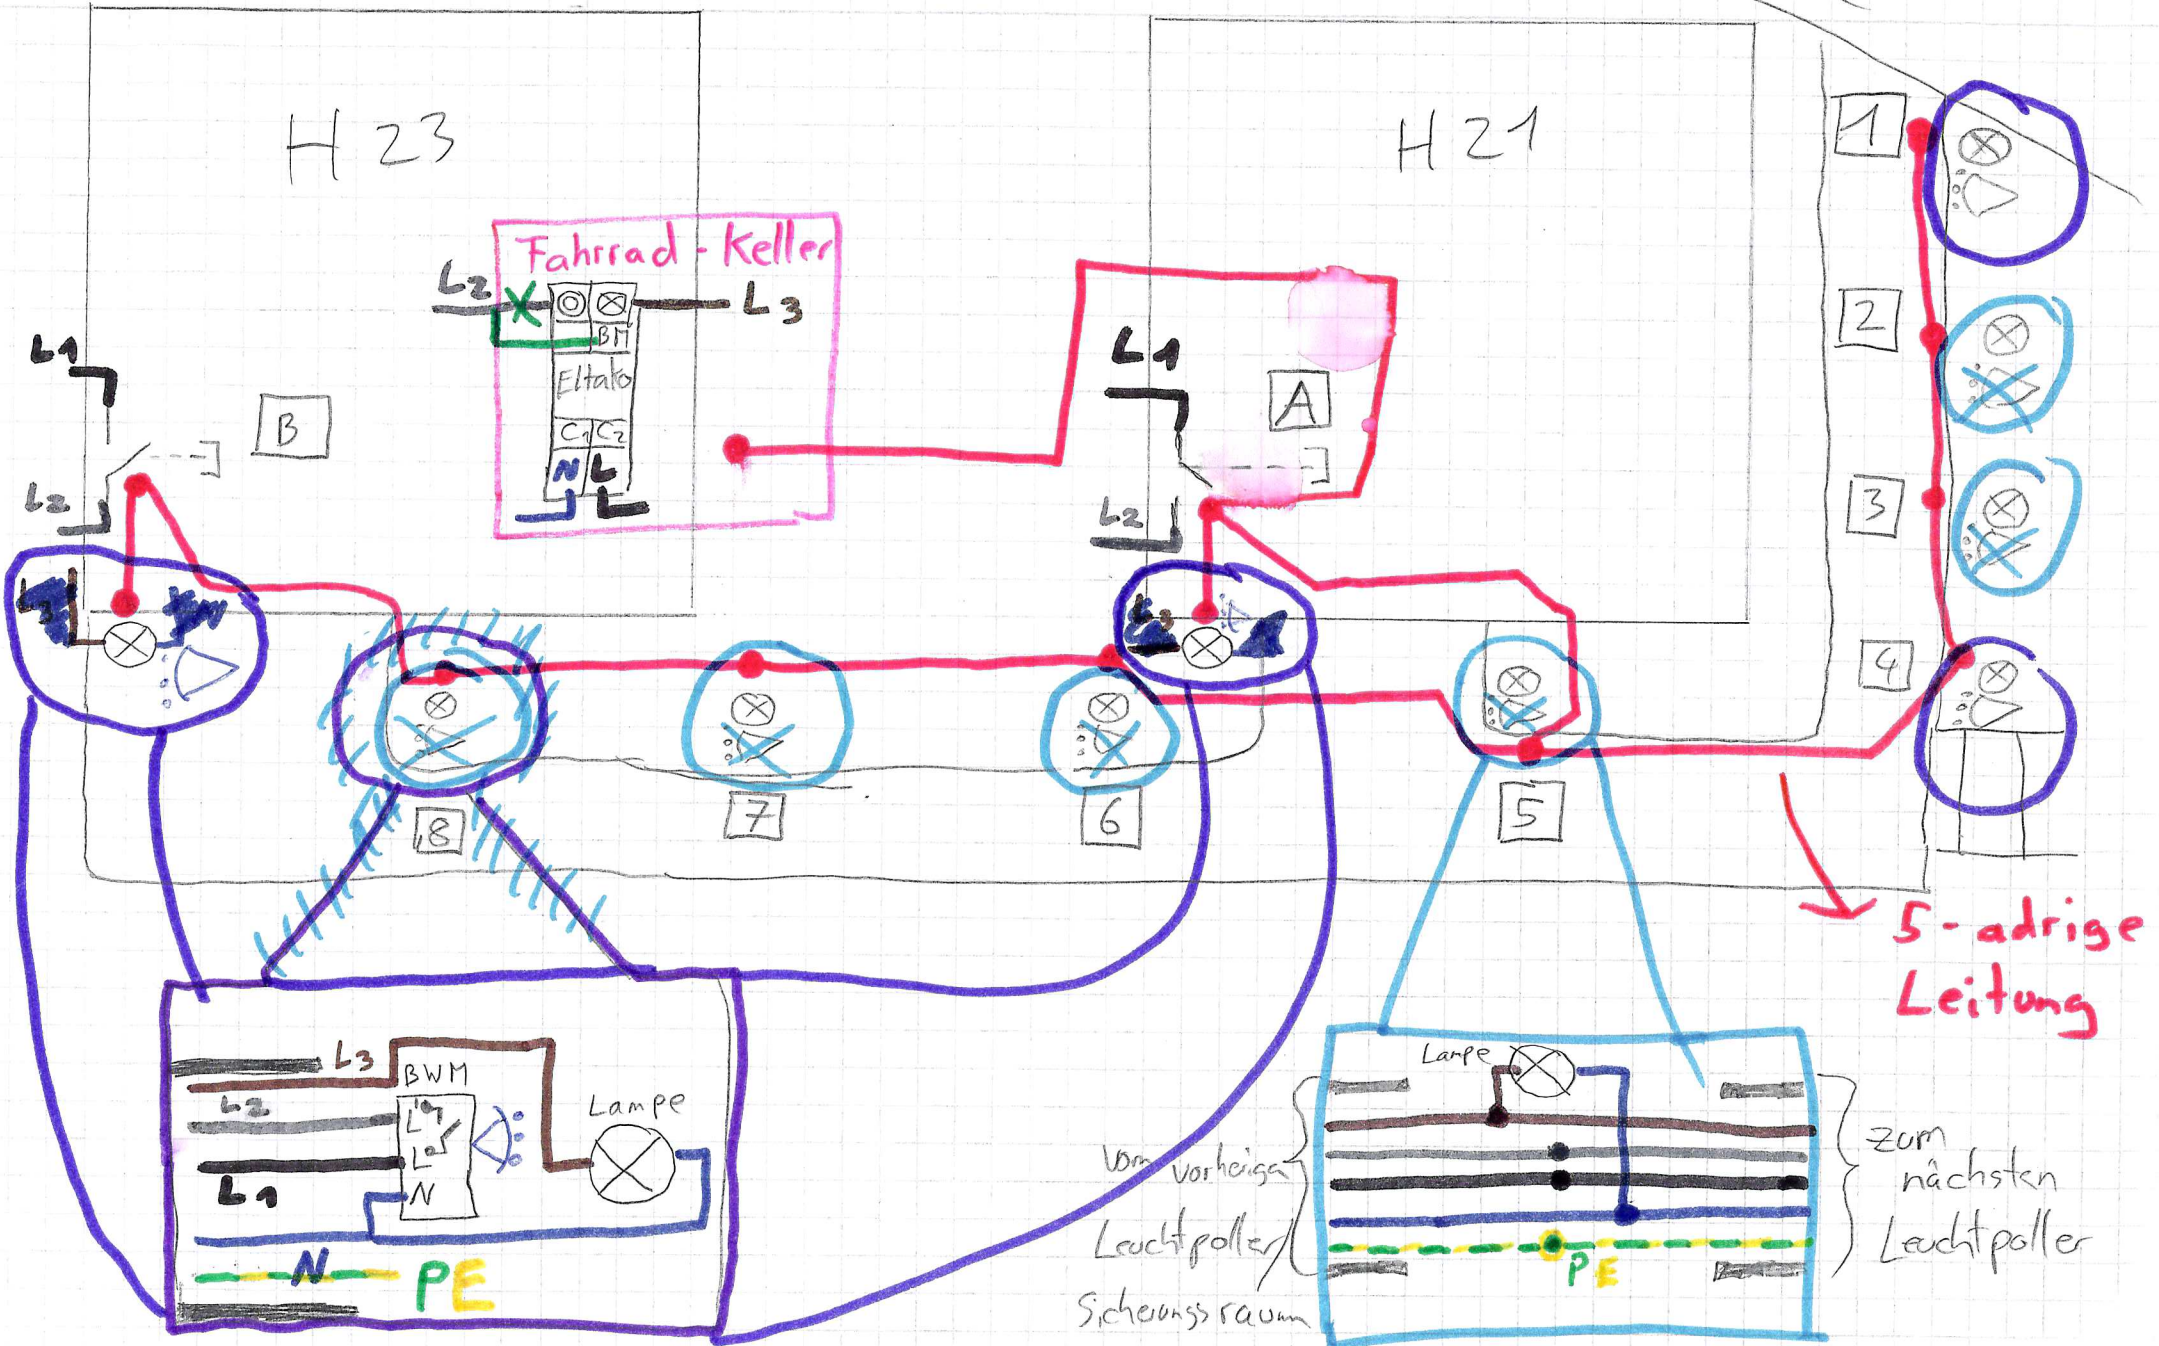 H 23
H 21
1
2
3
4
Fahrrad - Keller
L2
L3
BM
Eltako
C1 C2
N L
L1
B
L2
L1
A
L2
L3
8
7
6
5
5-adrige
Leitung
L3
BWM
L2
L'
L
L1
N
Lampe
N
PE
Lampe
vom vorherigen
Leuchtpoller/
Sicherungsraum
PE
zum
nächsten
Leuchtpoller